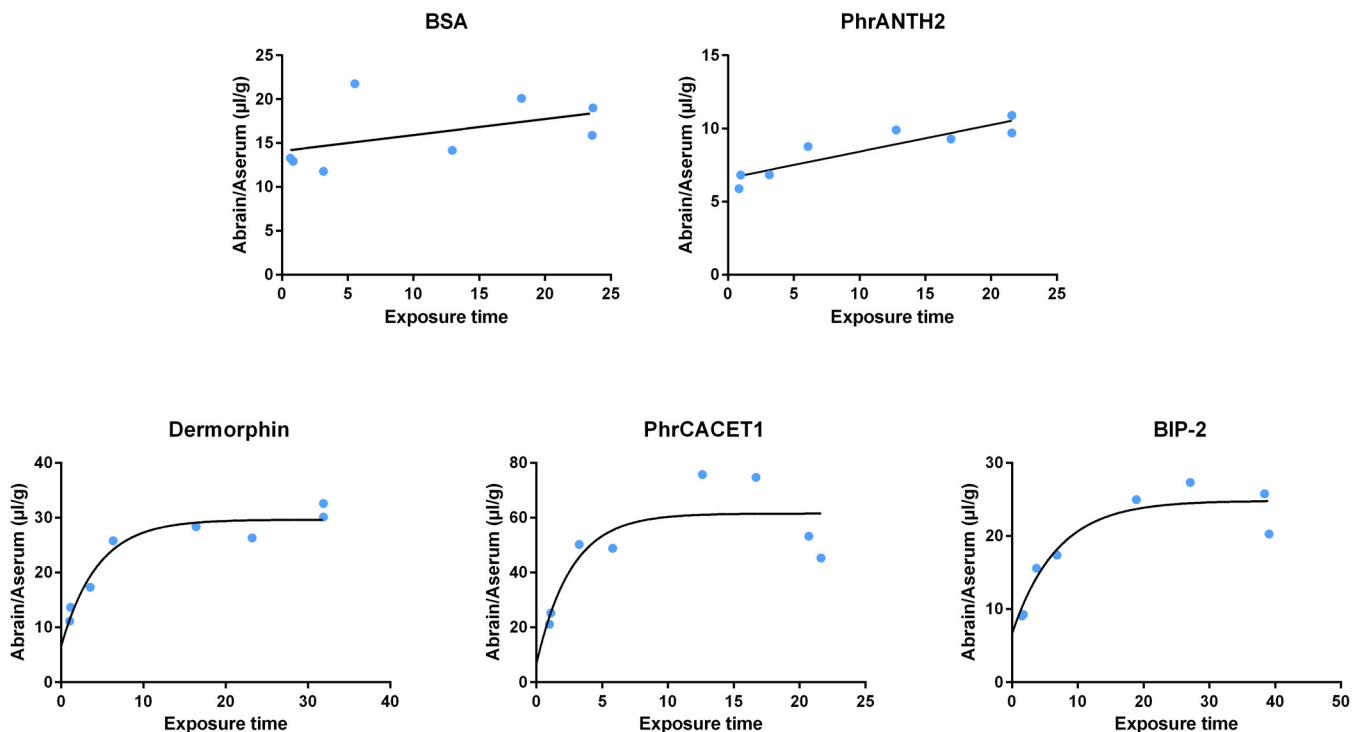 BSA
25
20
15
10
5
0
Abrain/Aserum (µl/g)
0 5 10 15 20 25
Exposure time
PhrANTH2
15
10
5
0
Abrain/Aserum (µl/g)
0 5 10 15 20 25
Exposure time
Dermorphin
40
30
20
10
0
Abrain/Aserum (µl/g)
0 10 20 30 40
Exposure time
PhrCACET1
80
60
40
20
0
Abrain/Aserum (µl/g)
0 5 10 15 20 25
Exposure time
BIP-2
30
20
10
0
Abrain/Aserum (µl/g)
0 10 20 30 40 50
Exposure time